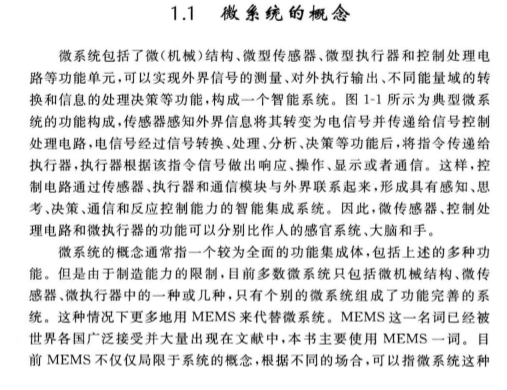 1.1 微系统的概念
微系统包括了微(机械)结构、微型传感器、微型执行器和控制处理电
路等功能单元,可以实现外界信号的测量、对外执行输出、不同能量域的转
换和信息的处理决策等功能,构成一个智能系统。图1-1所示为典型微系
统的功能构成,传感器感知外界信息将其转变为电信号并传递给信号控制
处理电路,电信号经过信号转换、处理、分析、决策等功能后,将指令传递给
执行器,执行器根据该指令信号做出响应、操作、显示或者通信。这样,控
制电路通过传感器、执行器和通信模块与外界联系起来,形成具有感知、思
考、决策、通信和反应控制能力的智能集成系统。因此,微传感器、控制处
理电路和微执行器的功能可以分别比作人的感官系统、大脑和手。
微系统的概念通常指一个较为全面的功能集成体,包括上述的多种功
能。但是由于制造能力的限制,目前多数微系统只包括微机械结构、微传
感器、微执行器中的一种或几种,只有个别的微系统组成了功能完善的系
统。这种情况下更多地用MEMS来代替微系统。MEMS这一名词已经被
世界各国广泛接受并大量出现在文献中,本书主要使用MEMS一词。目
前MEMS不仅仅局限于系统的概念,根据不同的场合,可以指微系统这种